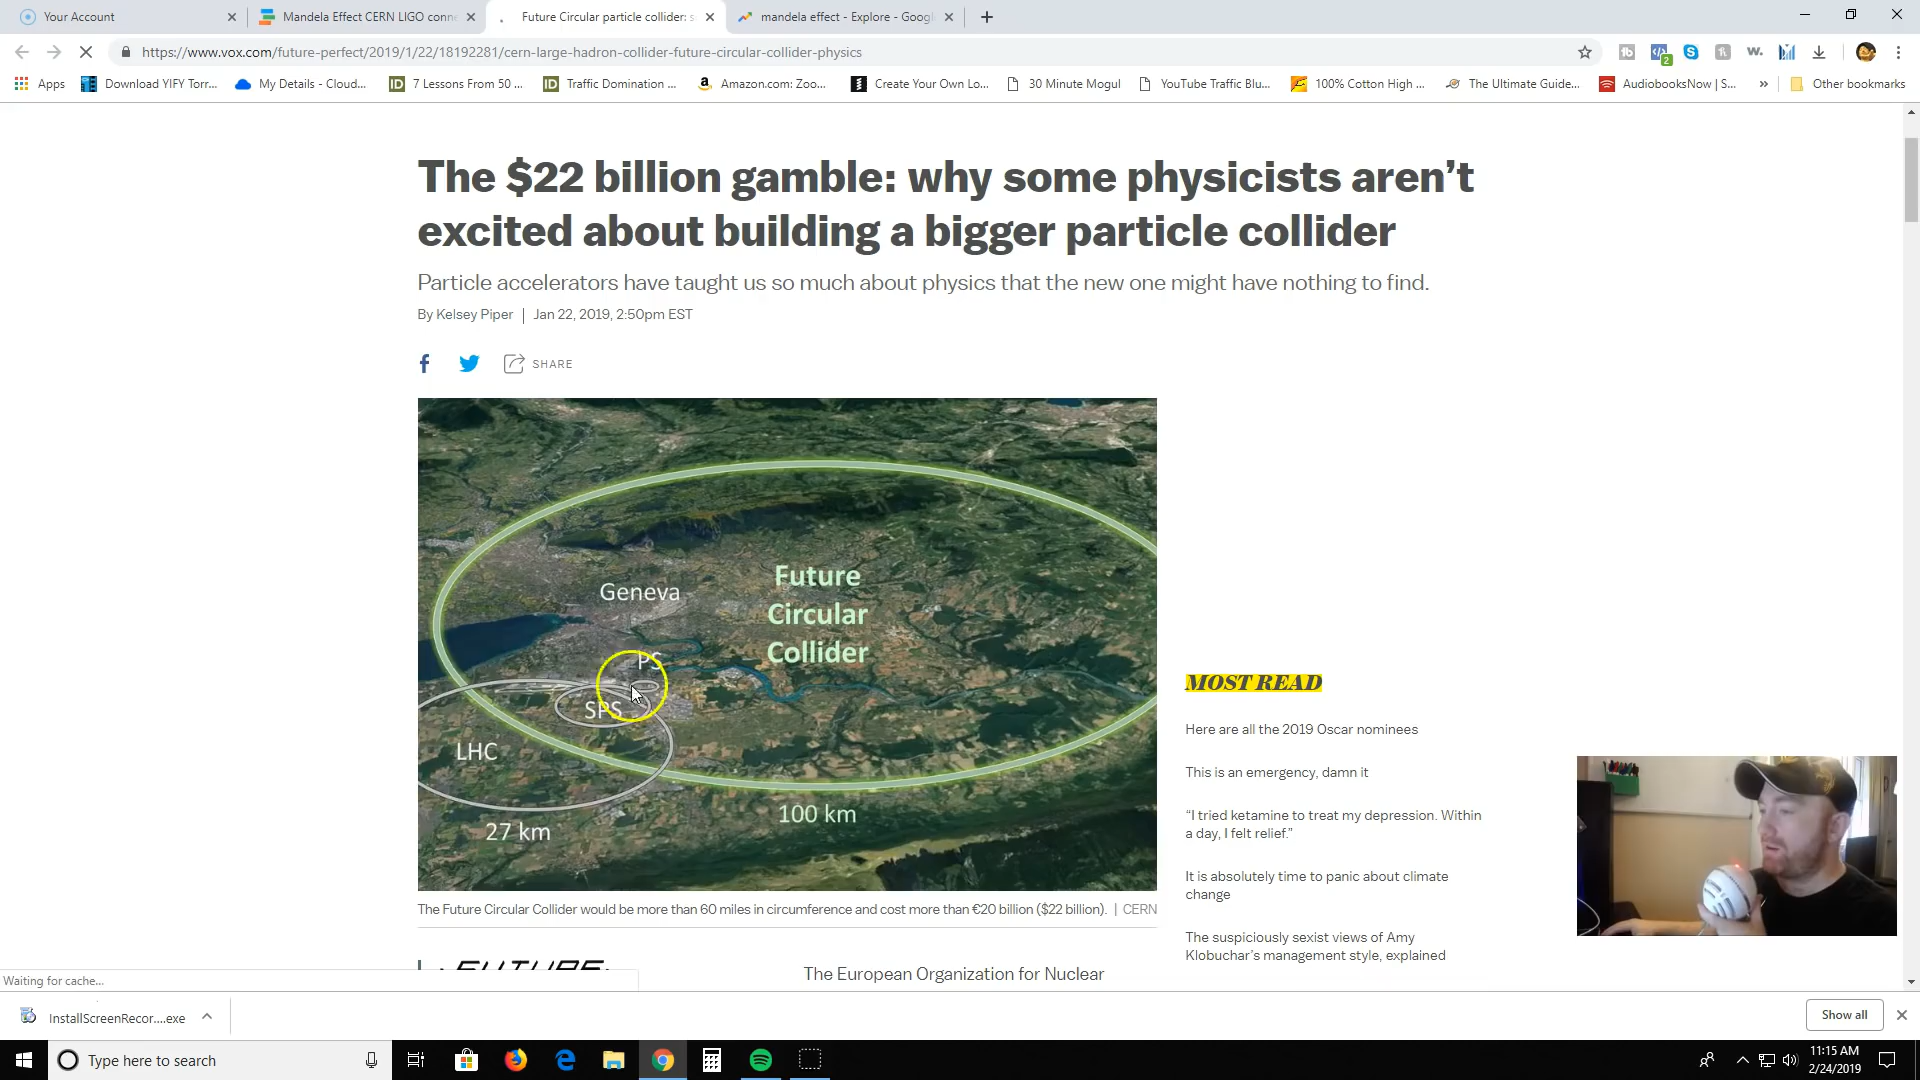 Your Account
Mandela Effect CERN LIGO conne
Future Circular particle collider: s
mandela effect - Explore - Googl
https://www.vox.com/future-perfect/2019/1/22/18192281/cern-large-hadron-collider-future-circular-collider-physics
2
Apps
Download YIFY Torr...
My Details - Cloud...
7 Lessons From 50 ...
Traffic Domination ...
Amazon.com: Zoo...
Create Your Own Lo...
30 Minute Mogul
YouTube Traffic Blu...
100% Cotton High ...
The Ultimate Guide...
AudiobooksNow | S...
Other bookmarks
The $22 billion gamble: why some physicists aren’t
excited about building a bigger particle collider
Particle accelerators have taught us so much about physics that the new one might have nothing to find.
By Kelsey Piper | Jan 22, 2019, 2:50pm EST
SHARE
Geneva
Future
Circular
Collider
PS
SPS
LHC
27 km
100 km
The Future Circular Collider would be more than 60 miles in circumference and cost more than €20 billion ($22 billion). | CERN
MOST READ
Here are all the 2019 Oscar nominees
This is an emergency, damn it
“I tried ketamine to treat my depression. Within
a day, I felt relief.”
It is absolutely time to panic about climate
change
The suspiciously sexist views of Amy
Klobuchar’s management style, explained
FUTURE
The European Organization for Nuclear
Waiting for cache...
InstallScreenRecor....exe
Show all
Type here to search
11:15 AM
2/24/2019